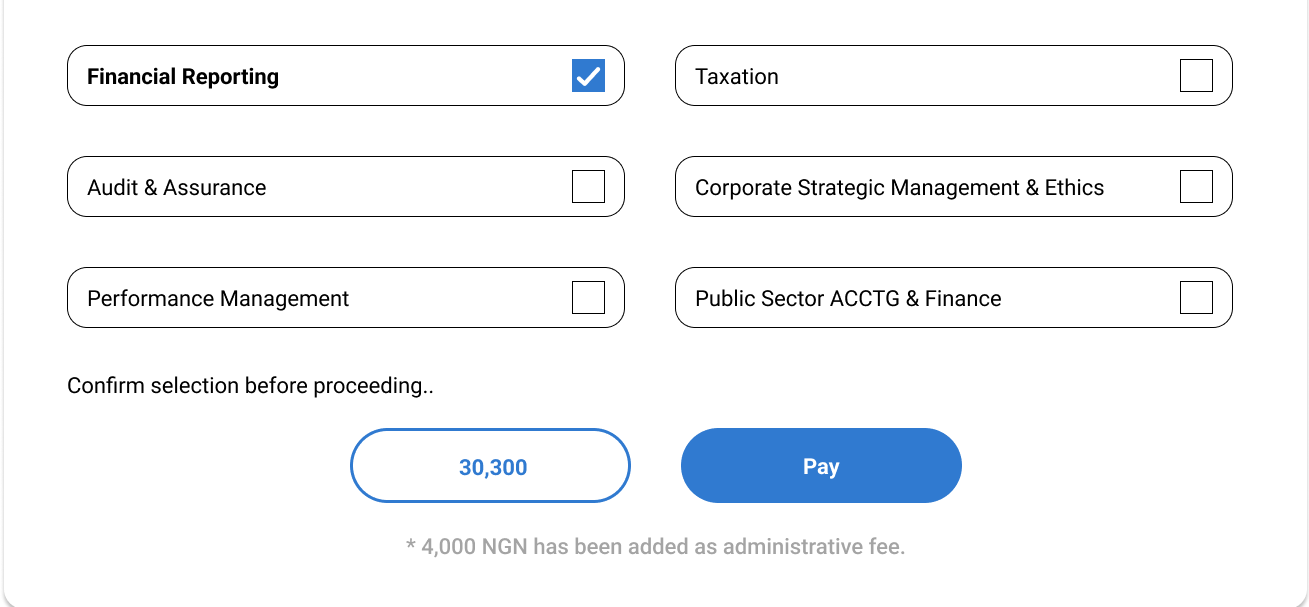 Financial Reporting
Taxation
Audit & Assurance
Corporate Strategic Management & Ethics
Performance Management
Public Sector ACCTG & Finance
Confirm selection before proceeding..
30,300
Pay
* 4,000 NGN has been added as administrative fee.